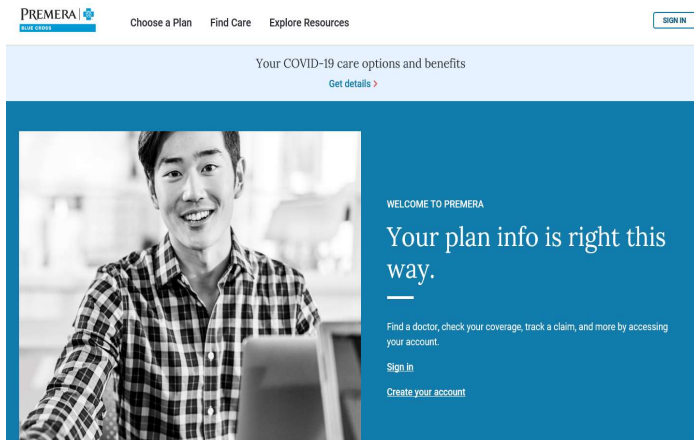 PREMERA
BLUE CROSS
Choose a Plan
Find Care
Explore Resources
SIGN IN
Your COVID-19 care options and benefits
Get details >
WELCOME TO PREMERA
Your plan info is right this
way.
Find a doctor, check your coverage, track a claim, and more by accessing
your account.
Sign in
Create your account